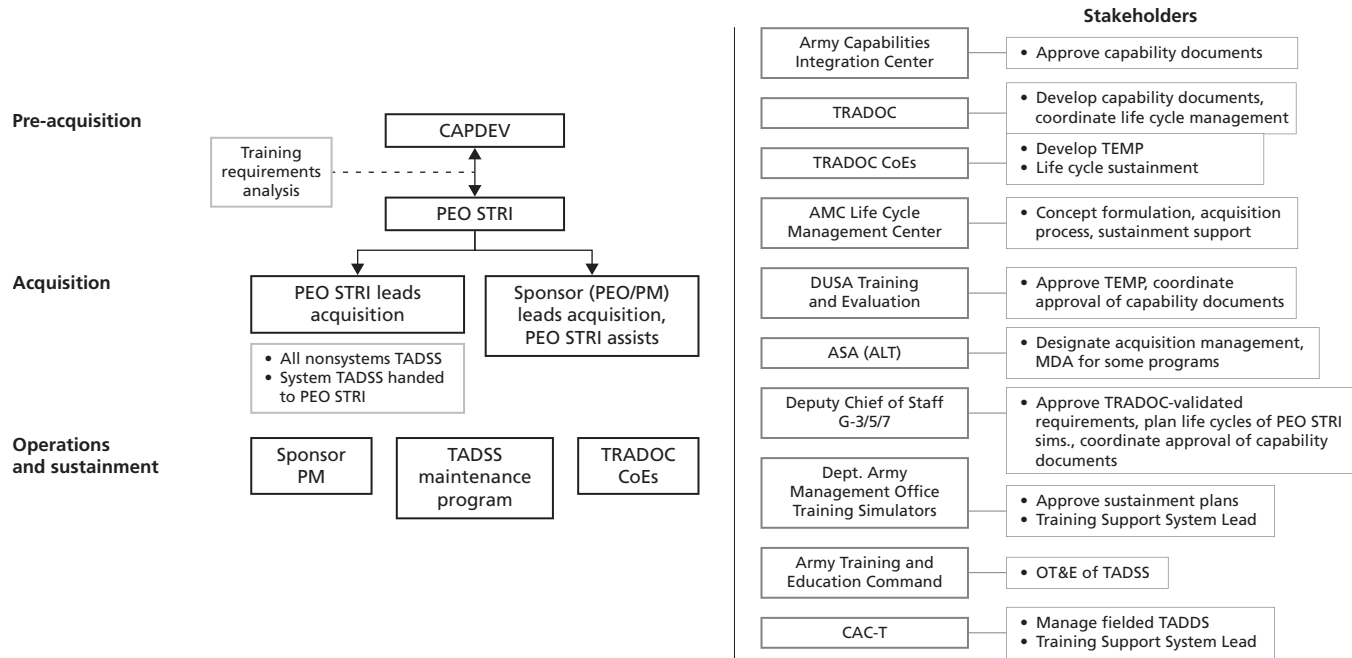 Pre-acquisition
CAPDEV
Training
requirements
analysis
PEO STRI
Acquisition
PEO STRI leads
acquisition
Sponsor (PEO/PM)
leads acquisition,
PEO STRI assists
• All nonsystems TADSS
• System TADSS handed
to PEO STRI
Operations
and sustainment
Sponsor
PM
TADSS
maintenance
program
TRADOC
CoEs
Stakeholders
Army Capabilities
Integration Center
• Approve capability documents
TRADOC
• Develop capability documents,
coordinate life cycle management
TRADOC CoEs
• Develop TEMP
• Life cycle sustainment
AMC Life Cycle
Management Center
• Concept formulation, acquisition
process, sustainment support
DUSA Training
and Evaluation
• Approve TEMP, coordinate
approval of capability documents
ASA (ALT)
• Designate acquisition management,
MDA for some programs
Deputy Chief of Staff
G-3/5/7
• Approve TRADOC-validated
requirements, plan life cycles of PEO STRI
sims., coordinate approval of capability
documents
Dept. Army
Management Office
Training Simulators
• Approve sustainment plans
• Training Support System Lead
Army Training and
Education Command
• OT&E of TADSS
CAC-T
• Manage fielded TADDS
• Training Support System Lead